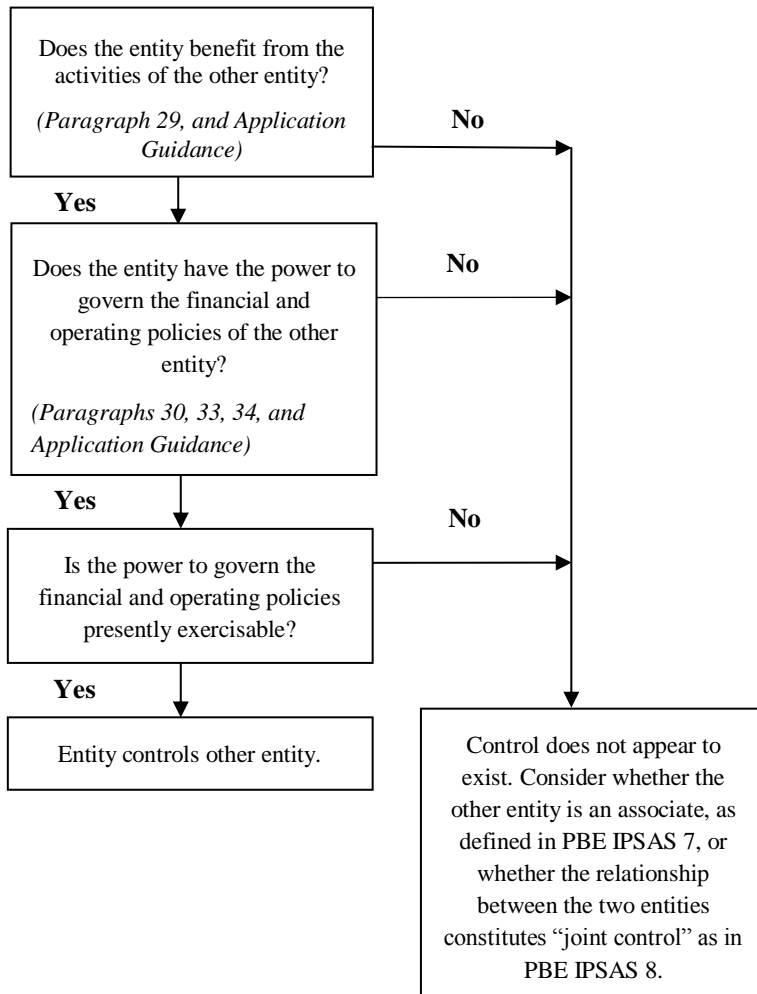 Does the entity benefit from the
activities of the other entity?
(Paragraph 29, and Application
Guidance)
No
Yes
Does the entity have the power to
govern the financial and
operating policies of the other
entity?
(Paragraphs 30, 33, 34, and
Application Guidance)
No
Yes
Is the power to govern the
financial and operating policies
presently exercisable?
No
Yes
Entity controls other entity.
Control does not appear to
exist. Consider whether the
other entity is an associate, as
defined in PBE IPSAS 7, or
whether the relationship
between the two entities
constitutes “joint control” as in
PBE IPSAS 8.